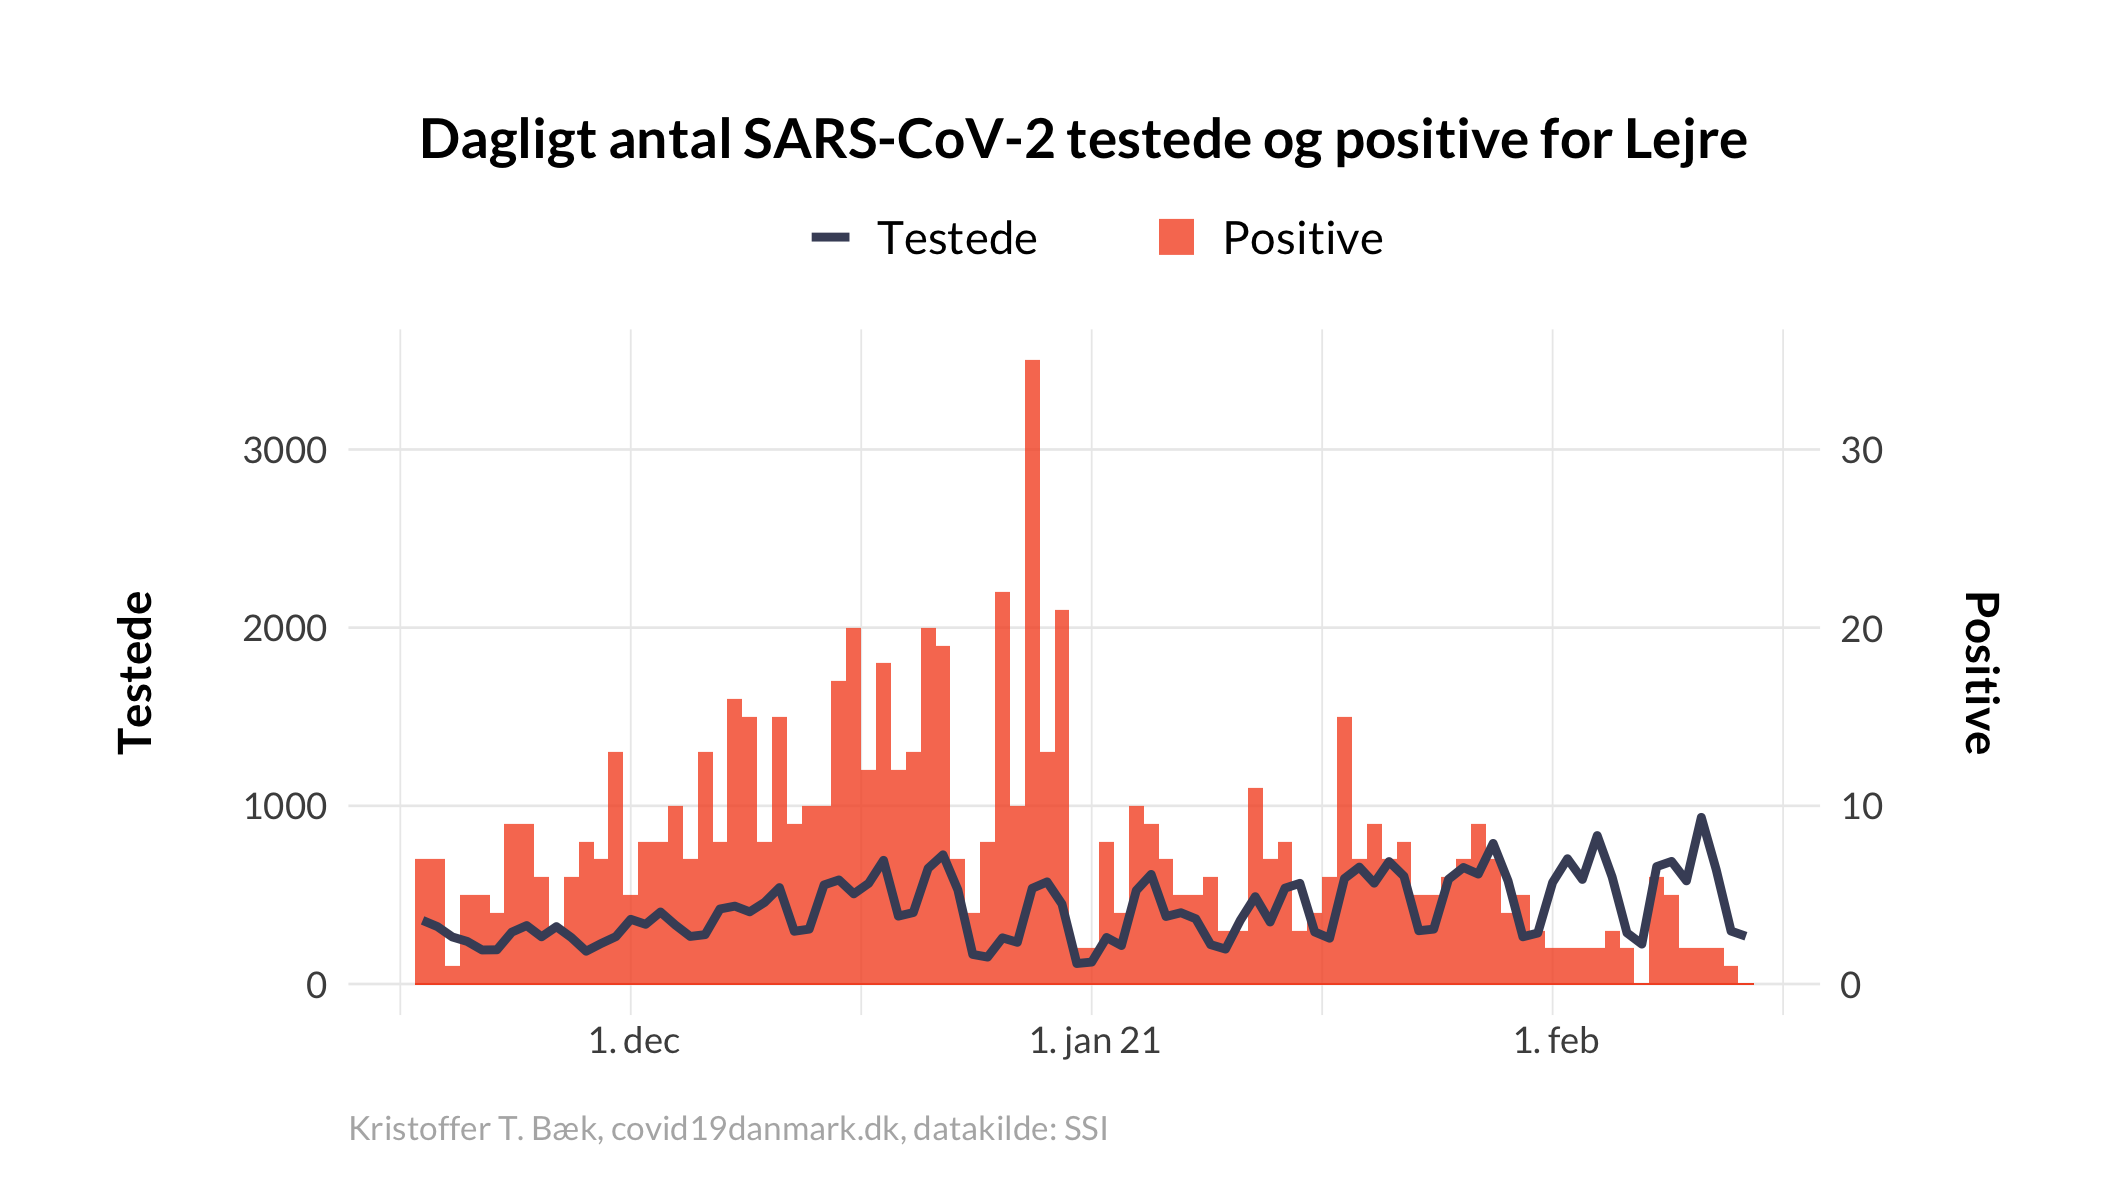 Dagligt antal SARS-CoV-2 testede og positive for Lejre
Testede Positive
3000 30
2000 20
1000 10
0 0
Testede
Positive
1. dec 1. jan 21 1. feb
Kristoffer T. Bæk, covid19danmark.dk, datakilde: SSI